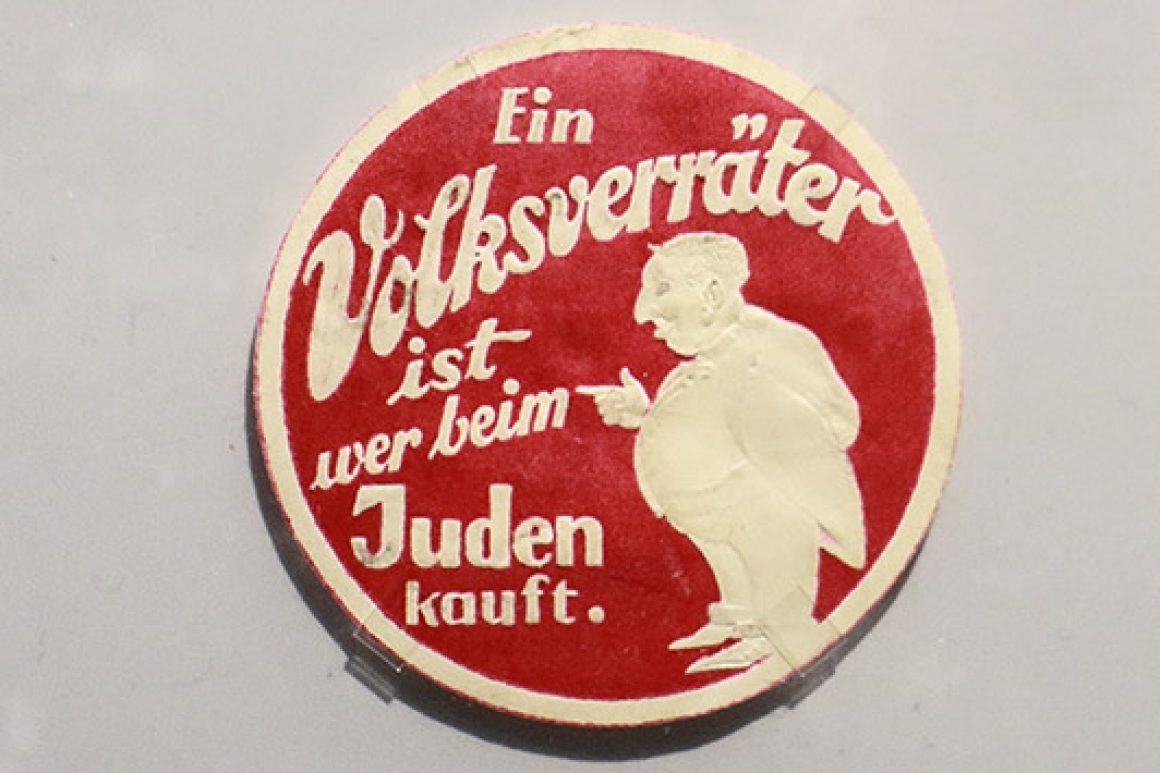 Ein
Volksverräter
ist
wer beim
Juden
kauft.